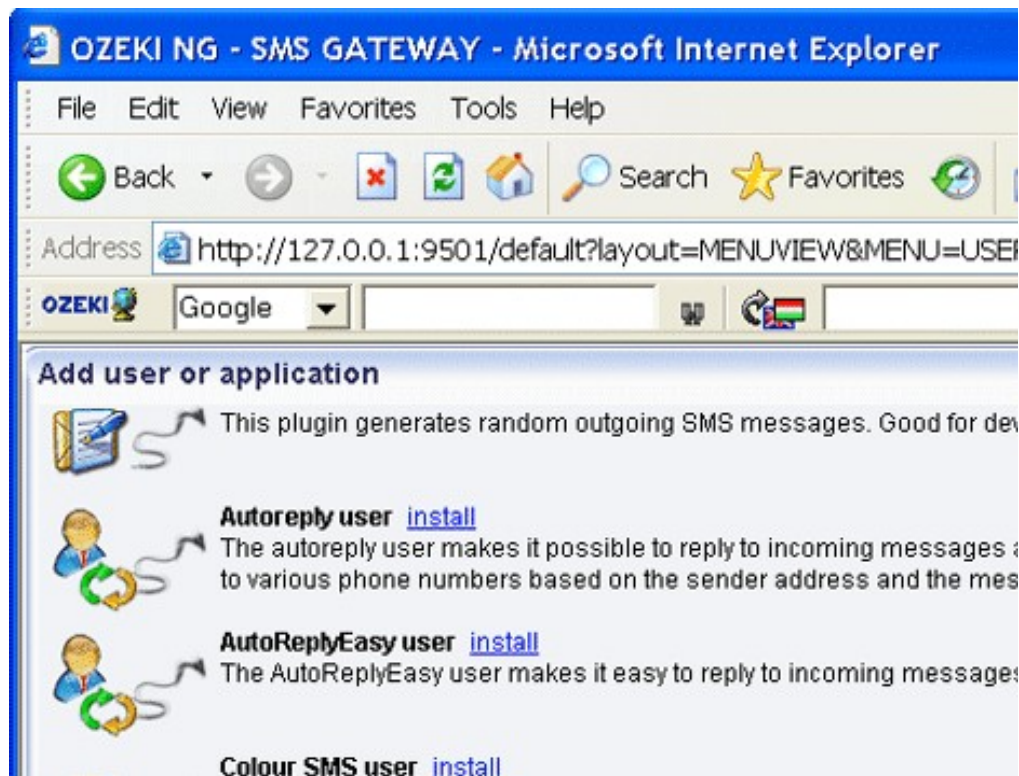 OZEKI NG - SMS GATEWAY - Microsoft Internet Explorer
File Edit View Favorites Tools Help
Back Search Favorites
Address http://127.0.0.1:9501/default?layout=MENUVIEW&MENU=USER
OZEKI Google
Add user or application
This plugin generates random outgoing SMS messages. Good for dev
Autoreply user install
The autoreply user makes it possible to reply to incoming messages a
to various phone numbers based on the sender address and the mes
AutoReplyEasy user install
The AutoReplyEasy user makes it easy to reply to incoming messages
Colour SMS user install